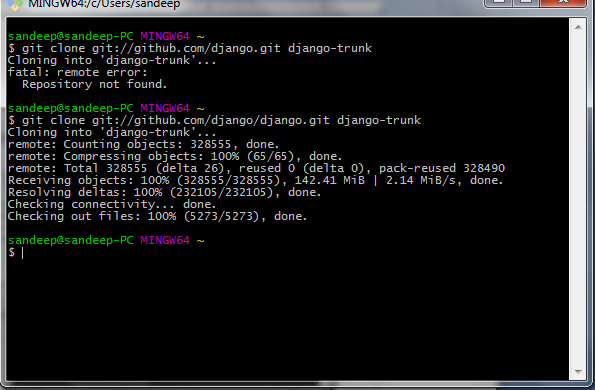 MINGW64:/c/Users/sandeep
sandeep@sandeep-PC MINGW64 ~
$ git clone git://github.com/django.git django-trunk
Cloning into 'django-trunk'...
fatal: remote error:
  Repository not found.
sandeep@sandeep-PC MINGW64 ~
$ git clone git://github.com/django/django.git django-trunk
Cloning into 'django-trunk'...
remote: Counting objects: 328555, done.
remote: Compressing objects: 100% (65/65), done.
remote: Total 328555 (delta 26), reused 0 (delta 0), pack-reused 328490
Receiving objects: 100% (328555/328555), 142.41 MiB | 2.14 MiB/s, done.
Resolving deltas: 100% (232105/232105), done.
Checking connectivity... done.
Checking out files: 100% (5273/5273), done.
sandeep@sandeep-PC MINGW64 ~
$